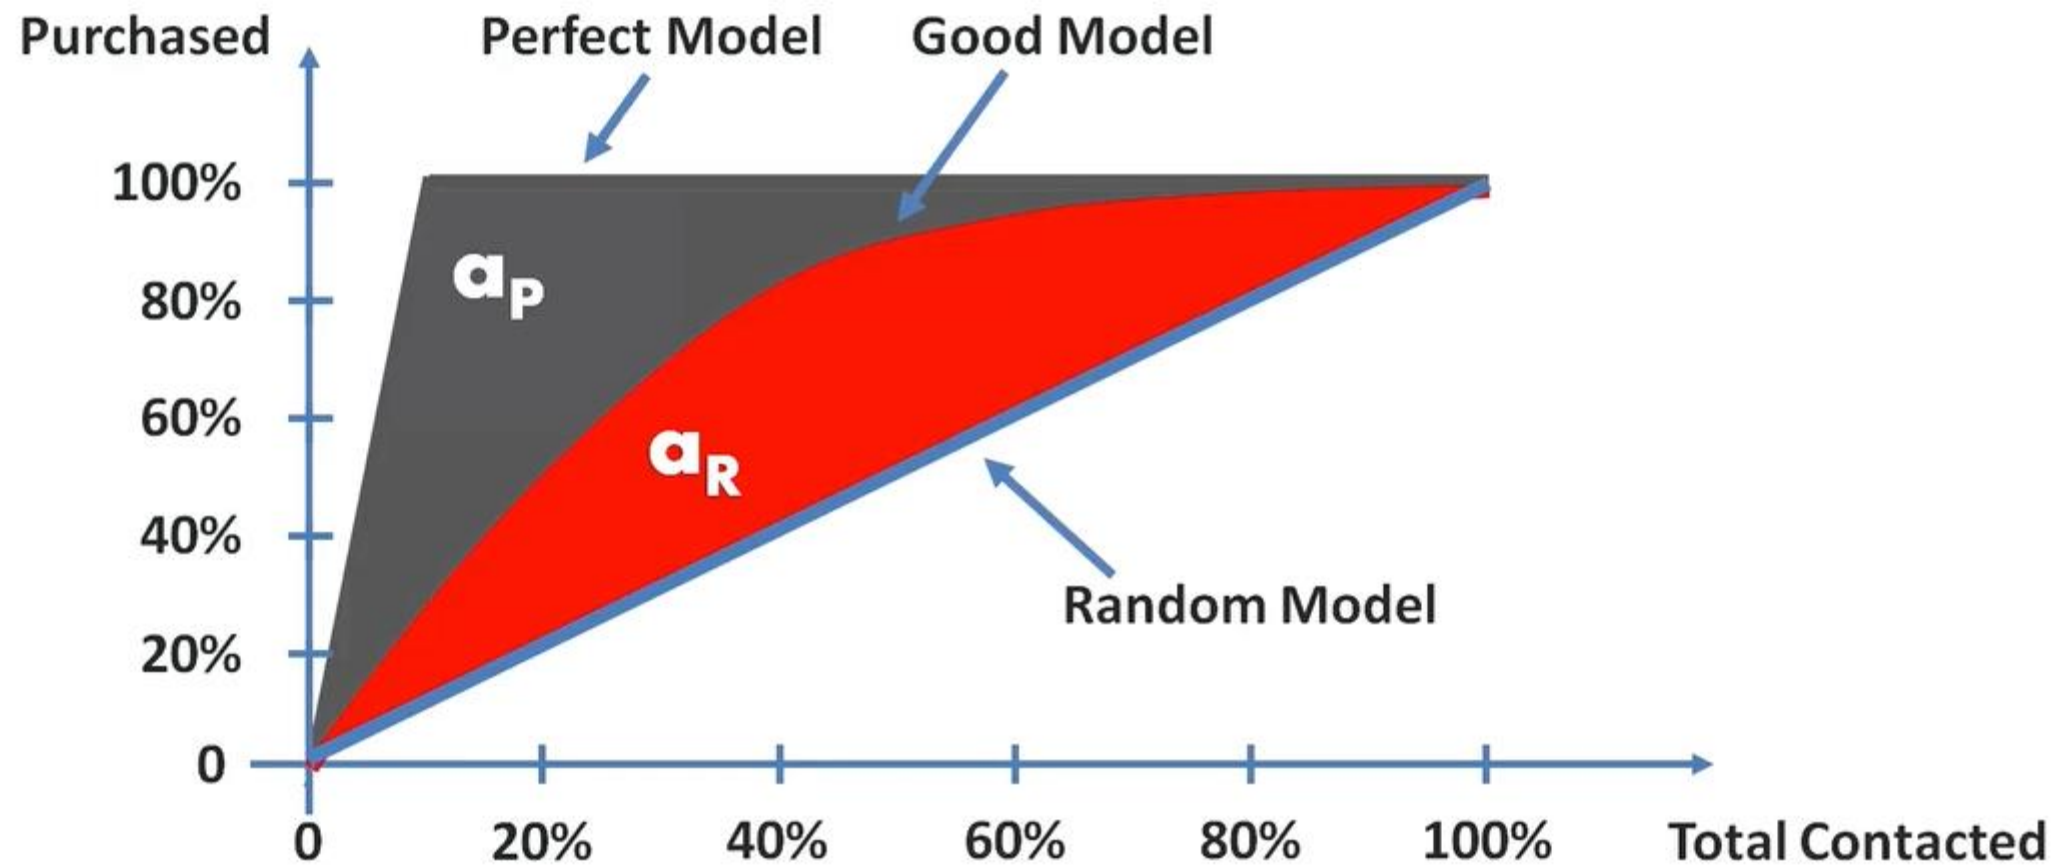 Purchased
Perfect Model
Good Model
100%
80%
60%
40%
20%
0
aP
aR
Random Model
0 20% 40% 60% 80% 100%
Total Contacted